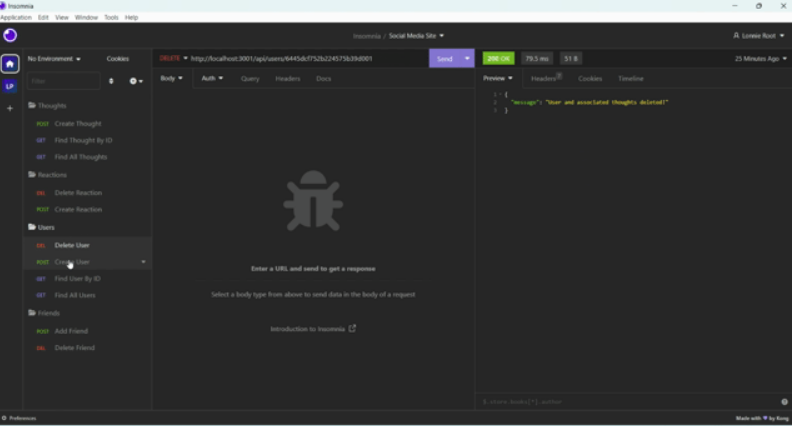 Insomnia
Application Edit View Window Tools Help
Insomnia / Social Media Site
Lonnie Root
No Environment
Cookies
DELETE http://localhost:3001/api/users/6445dcf752b224575b39d001
Send
200 OK 79.5 ms 51 B
25 Minutes Ago
LP
Filter
Body Auth Query Headers Docs
Preview Headers Cookies Timeline
Thoughts
POST Create Thought
GET Find Thought By ID
GET Find All Thoughts
Reactions
DEL Delete Reaction
POST Create Reaction
Users
DEL Delete User
POST Create User
GET Find User By ID
GET Find All Users
Friends
POST Add Friend
DEL Delete Friend
Enter a URL and send to get a response
Select a body type from above to send data in the body of a request
Introduction to Insomnia
1 {
2 "message": "User and associated thoughts deleted!"
3 }
$.store.books[*].author
Preferences
Made with ♥ by Kong